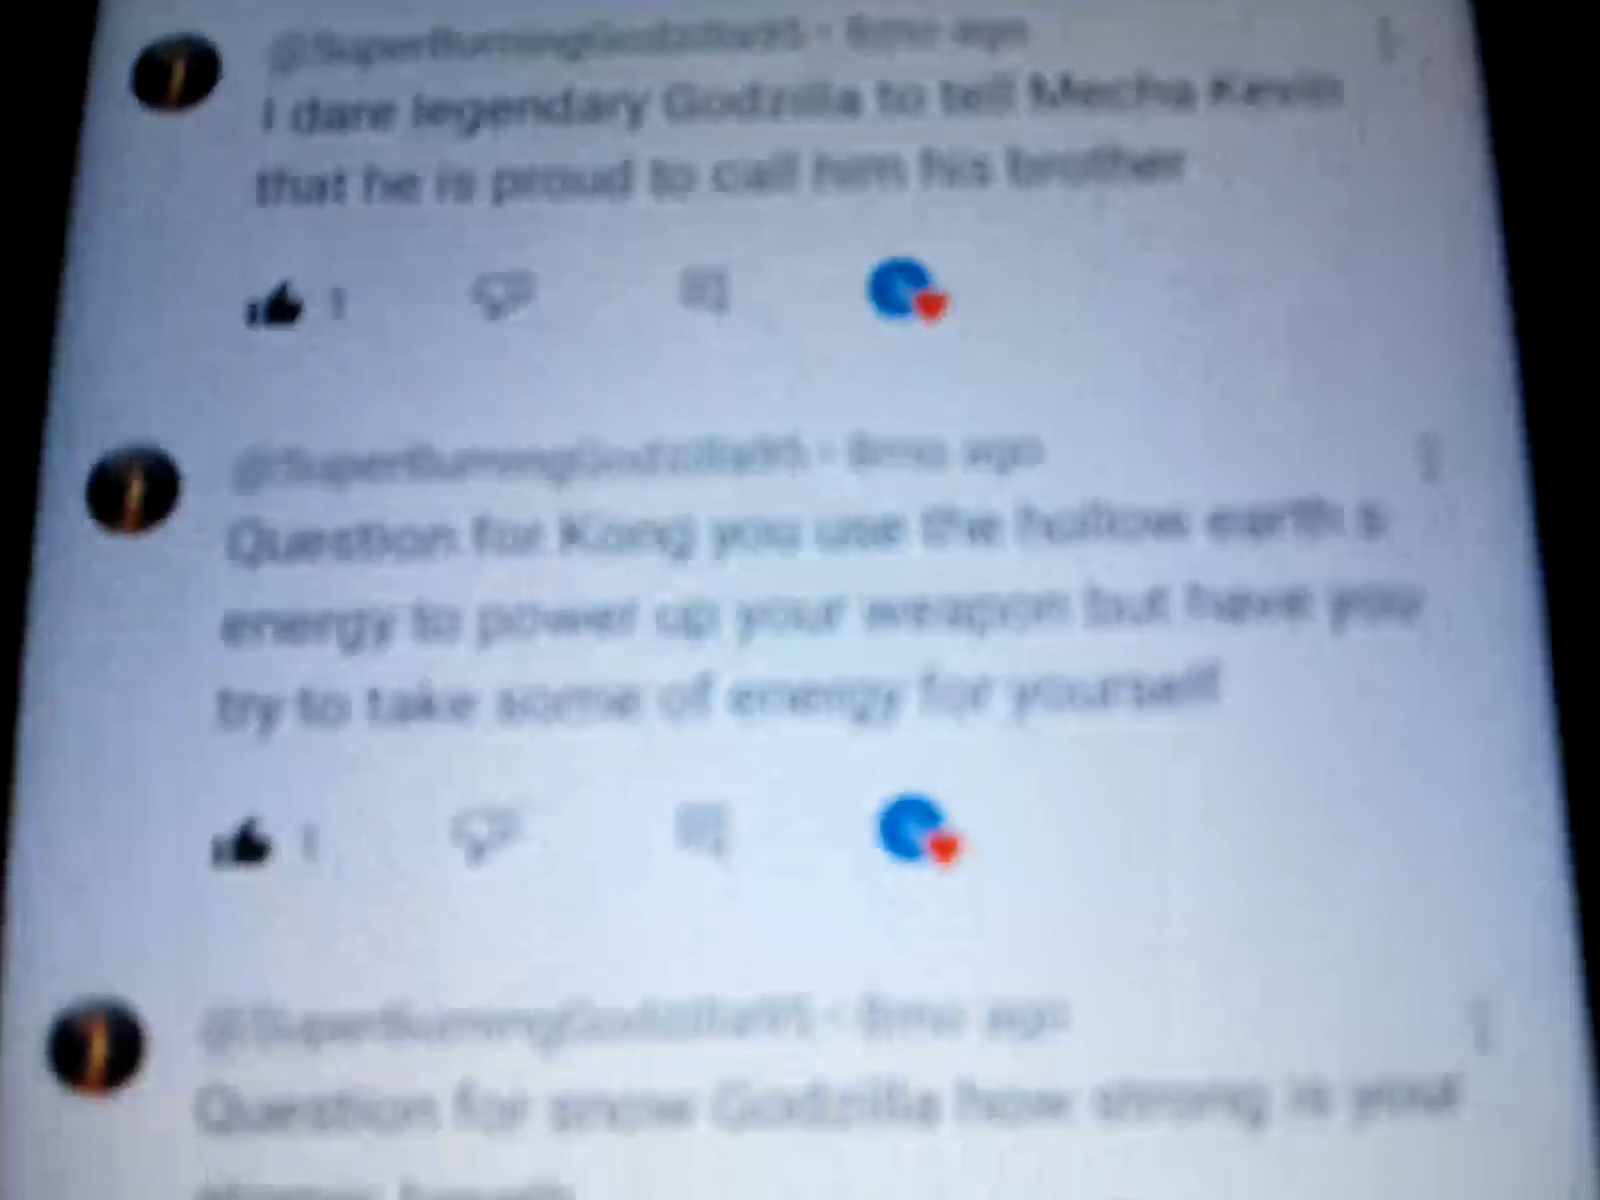 @SuperBurningGodzilla95 · 8mo ago
I dare legendary Godzilla to tell Mecha Kevin
that he is proud to call him his brother
1
@SuperBurningGodzilla95 · 8mo ago
Question for Kong you use the hollow earth s
energy to power up your weapon but have you
try to take some of energy for yourself
1
@SuperBurningGodzilla95 · 8mo ago
Question for snow Godzilla how strong is your